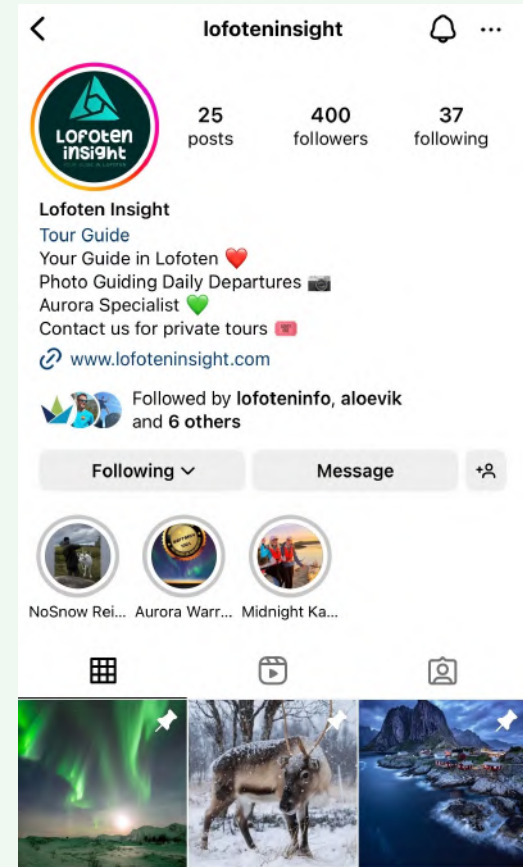 lofoteninsight
LOFOTEN
insight
25
posts
400
followers
37
following
Lofoten Insight
Tour Guide
Your Guide in Lofoten ❤️
Photo Guiding Daily Departures 📷
Aurora Specialist 💚
Contact us for private tours 🎟️
www.lofoteninsight.com
Followed by lofoteninfo, aloevik
and 6 others
Following
Message
NoSnow Rei...
Aurora Warr...
Midnight Ka...